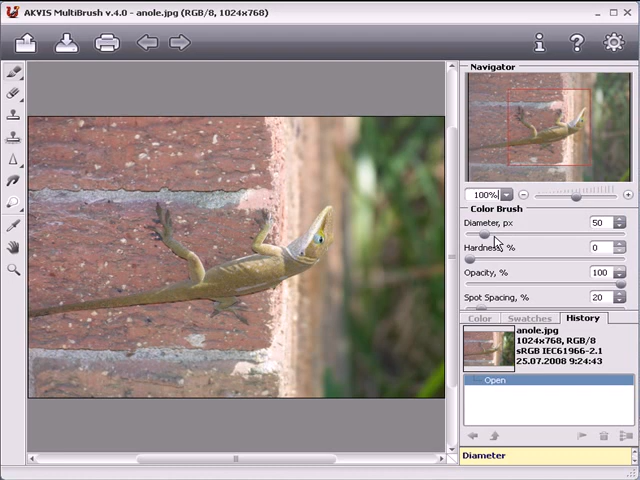 AKVIS MultiBrush v.4.0 - anole.jpg (RGB/8, 1024x768)
Navigator
100%
Color Brush
Diameter, px 50
Hardness, % 0
Opacity, % 100
Spot Spacing, % 20
Color Swatches History
anole.jpg
1024x768, RGB/8
sRGB IEC61966-2.1
25.07.2008 9:24:43
Open
Diameter